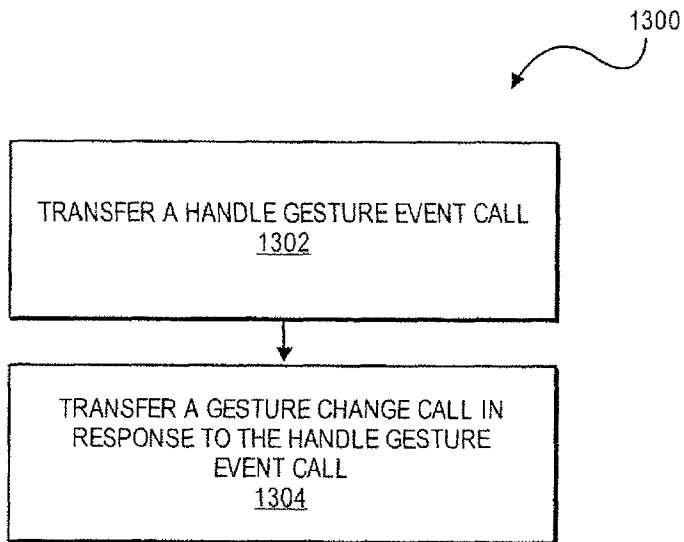 1300
TRANSFER A HANDLE GESTURE EVENT CALL
1302
TRANSFER A GESTURE CHANGE CALL IN
RESPONSE TO THE HANDLE GESTURE
EVENT CALL
1304